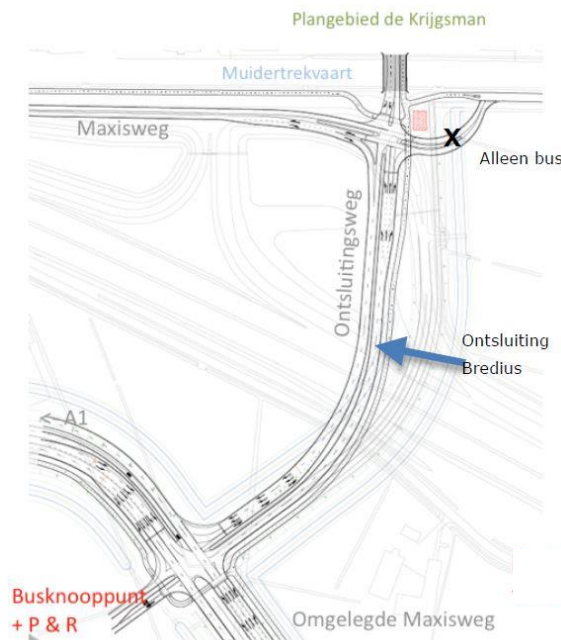 Plangebied de Krijgsman
Muidertrekvaart
Maxisweg
X
Alleen bus
Ontsluitingsweg
Ontsluiting
Bredius
←A1
Busknooppunt
+ P & R
Omgelegde Maxisweg